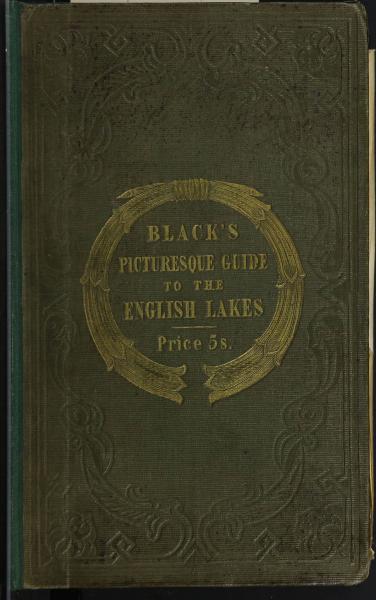 BLACK'S
PICTURESQUE GUIDE
TO THE
ENGLISH LAKES
Price 5s.